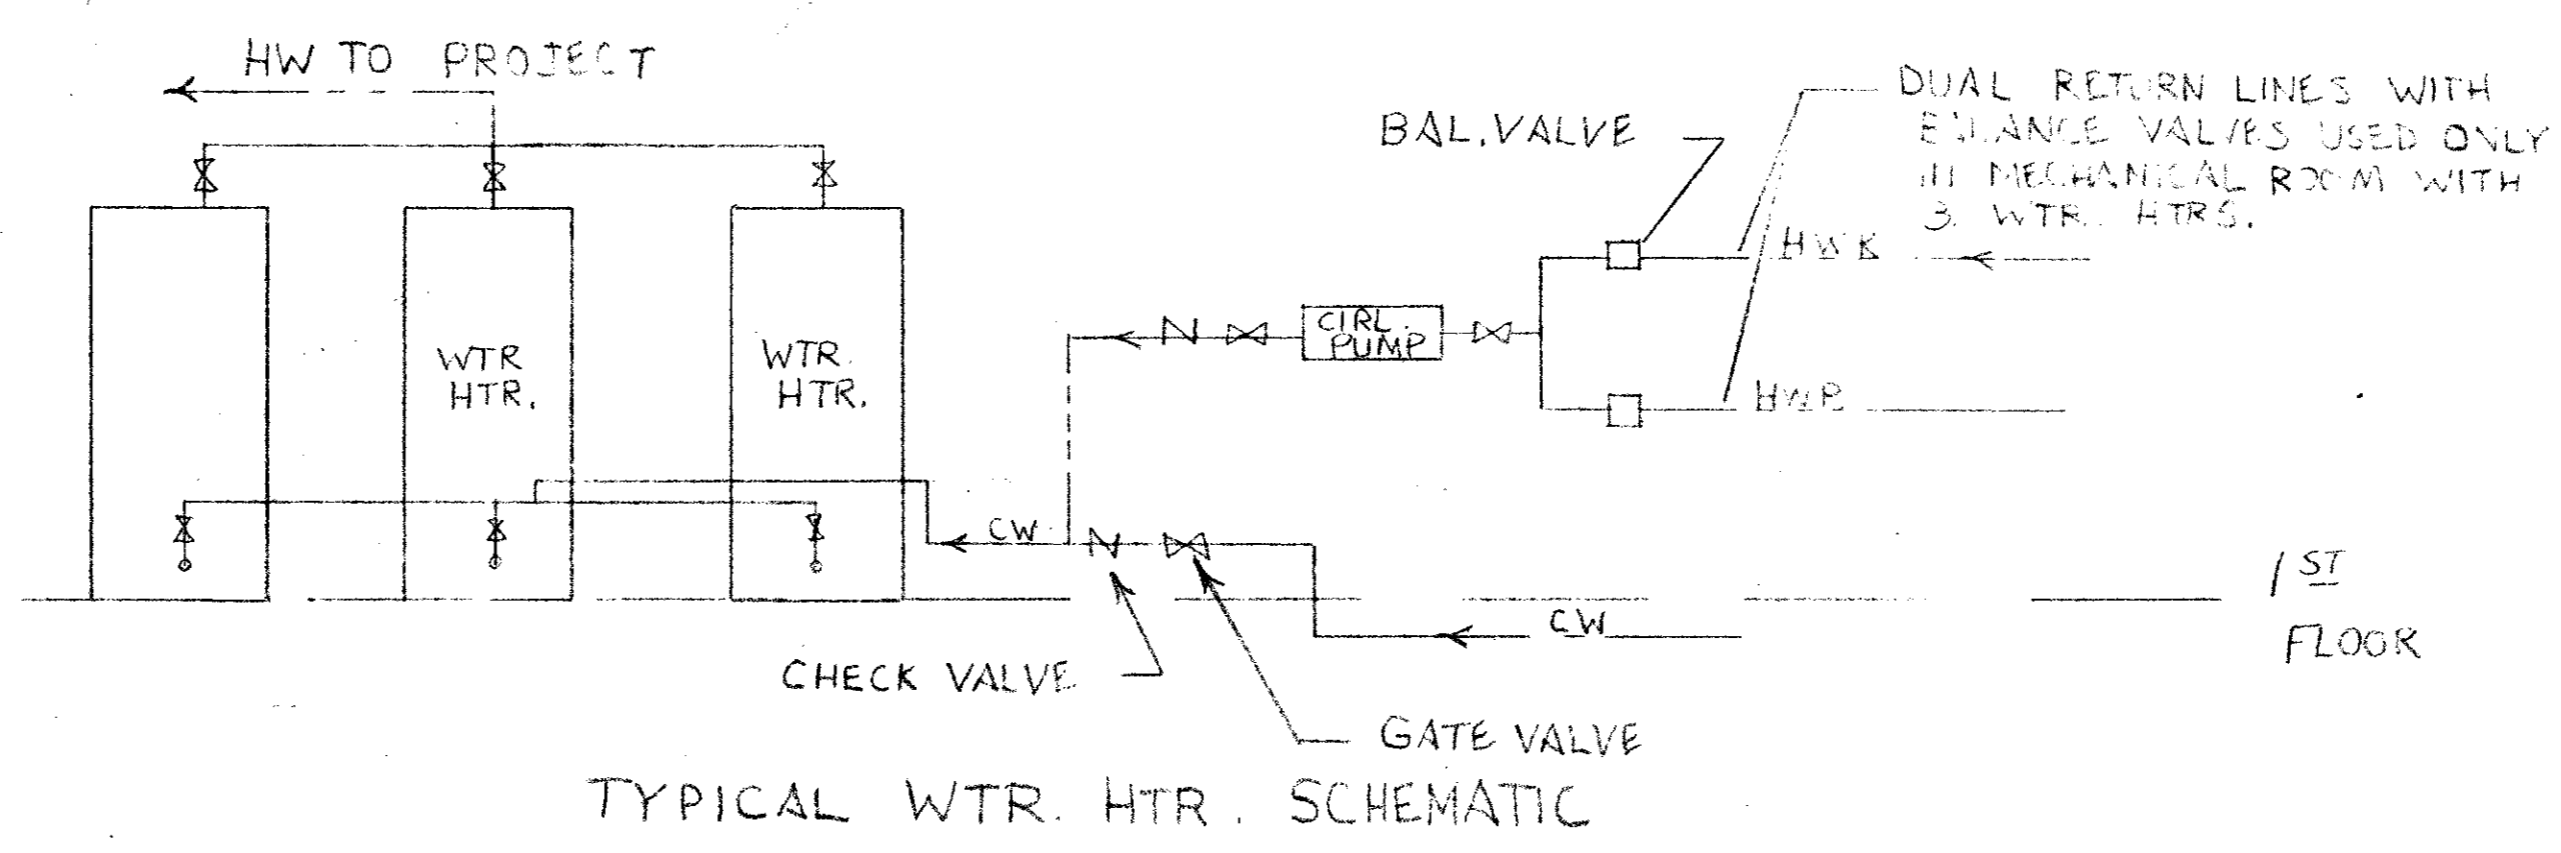 HW TO PROJECT
DUAL RETURN LINES WITH
BALANCE VALVES USED ONLY
IN MECHANICAL ROOM WITH
3 WTR. HTRS.
BAL. VALVE
HWR
CIRL.
PUMP
WTR
HTR.
WTR.
HTR.
HWR
CW
1ST
FLOOR
CW
CHECK VALVE
GATE VALVE
TYPICAL WTR. HTR. SCHEMATIC